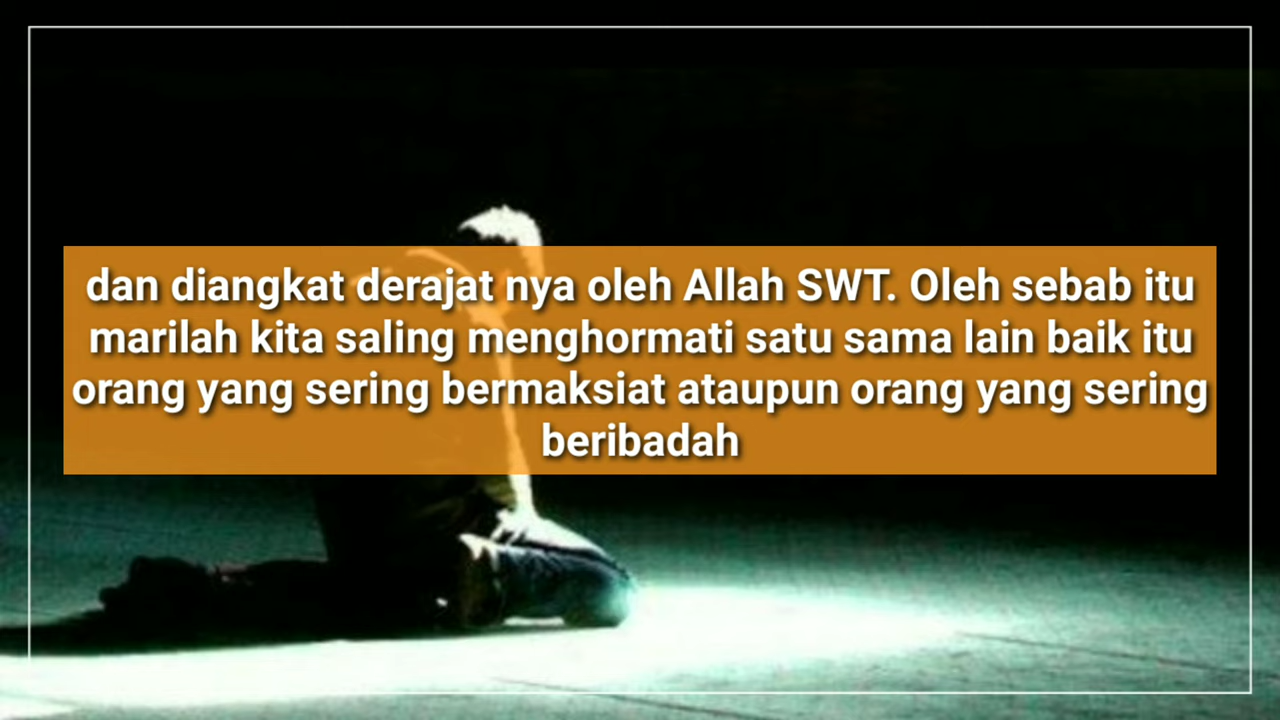 dan diangkat derajat nya oleh Allah SWT. Oleh sebab itu
marilah kita saling menghormati satu sama lain baik itu
orang yang sering bermaksiat ataupun orang yang sering
beribadah